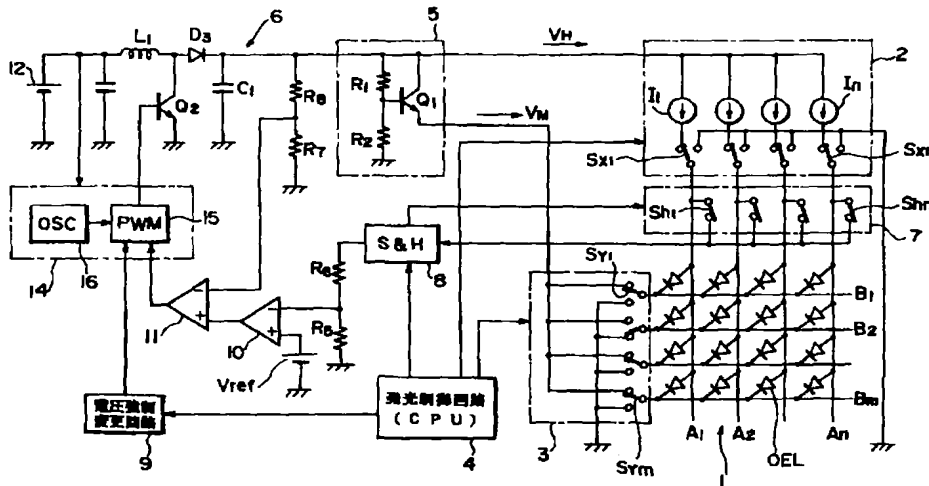 6
5
L1
D3
VH
2
12
C1
R8
R1
Q1
I1
In
Q2
VM
R7
R2
Sx1
OSC
PWM
15
Sh1
Shn
S&H
7
14
16
R6
8
Sy1
11
10
R5
B1
B2
Vref
発光制御回路
(CPU)
電圧強制
変更回路
Bm
9
4
3
Sym
A1
A2
An
1
OEL